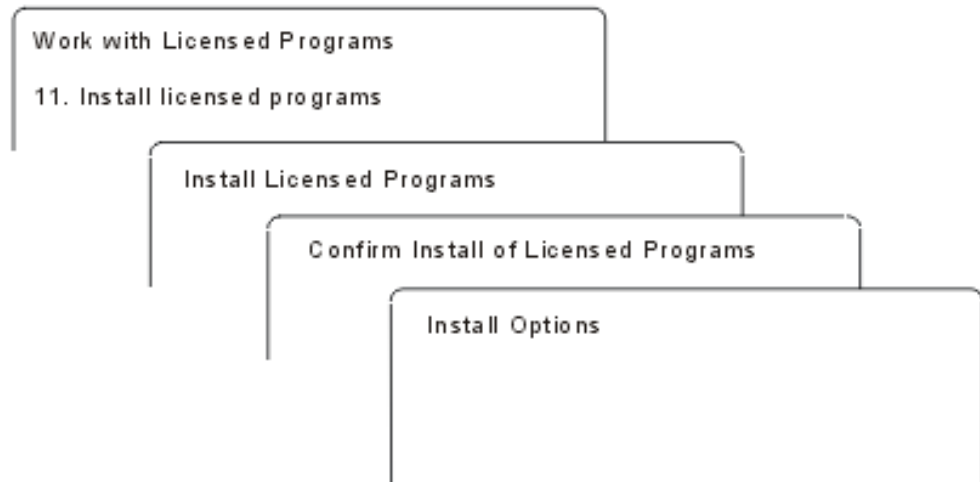 Work with Licensed Programs
11. Install licensed programs
Install Licensed Programs
Confirm Install of Licensed Programs
Install Options